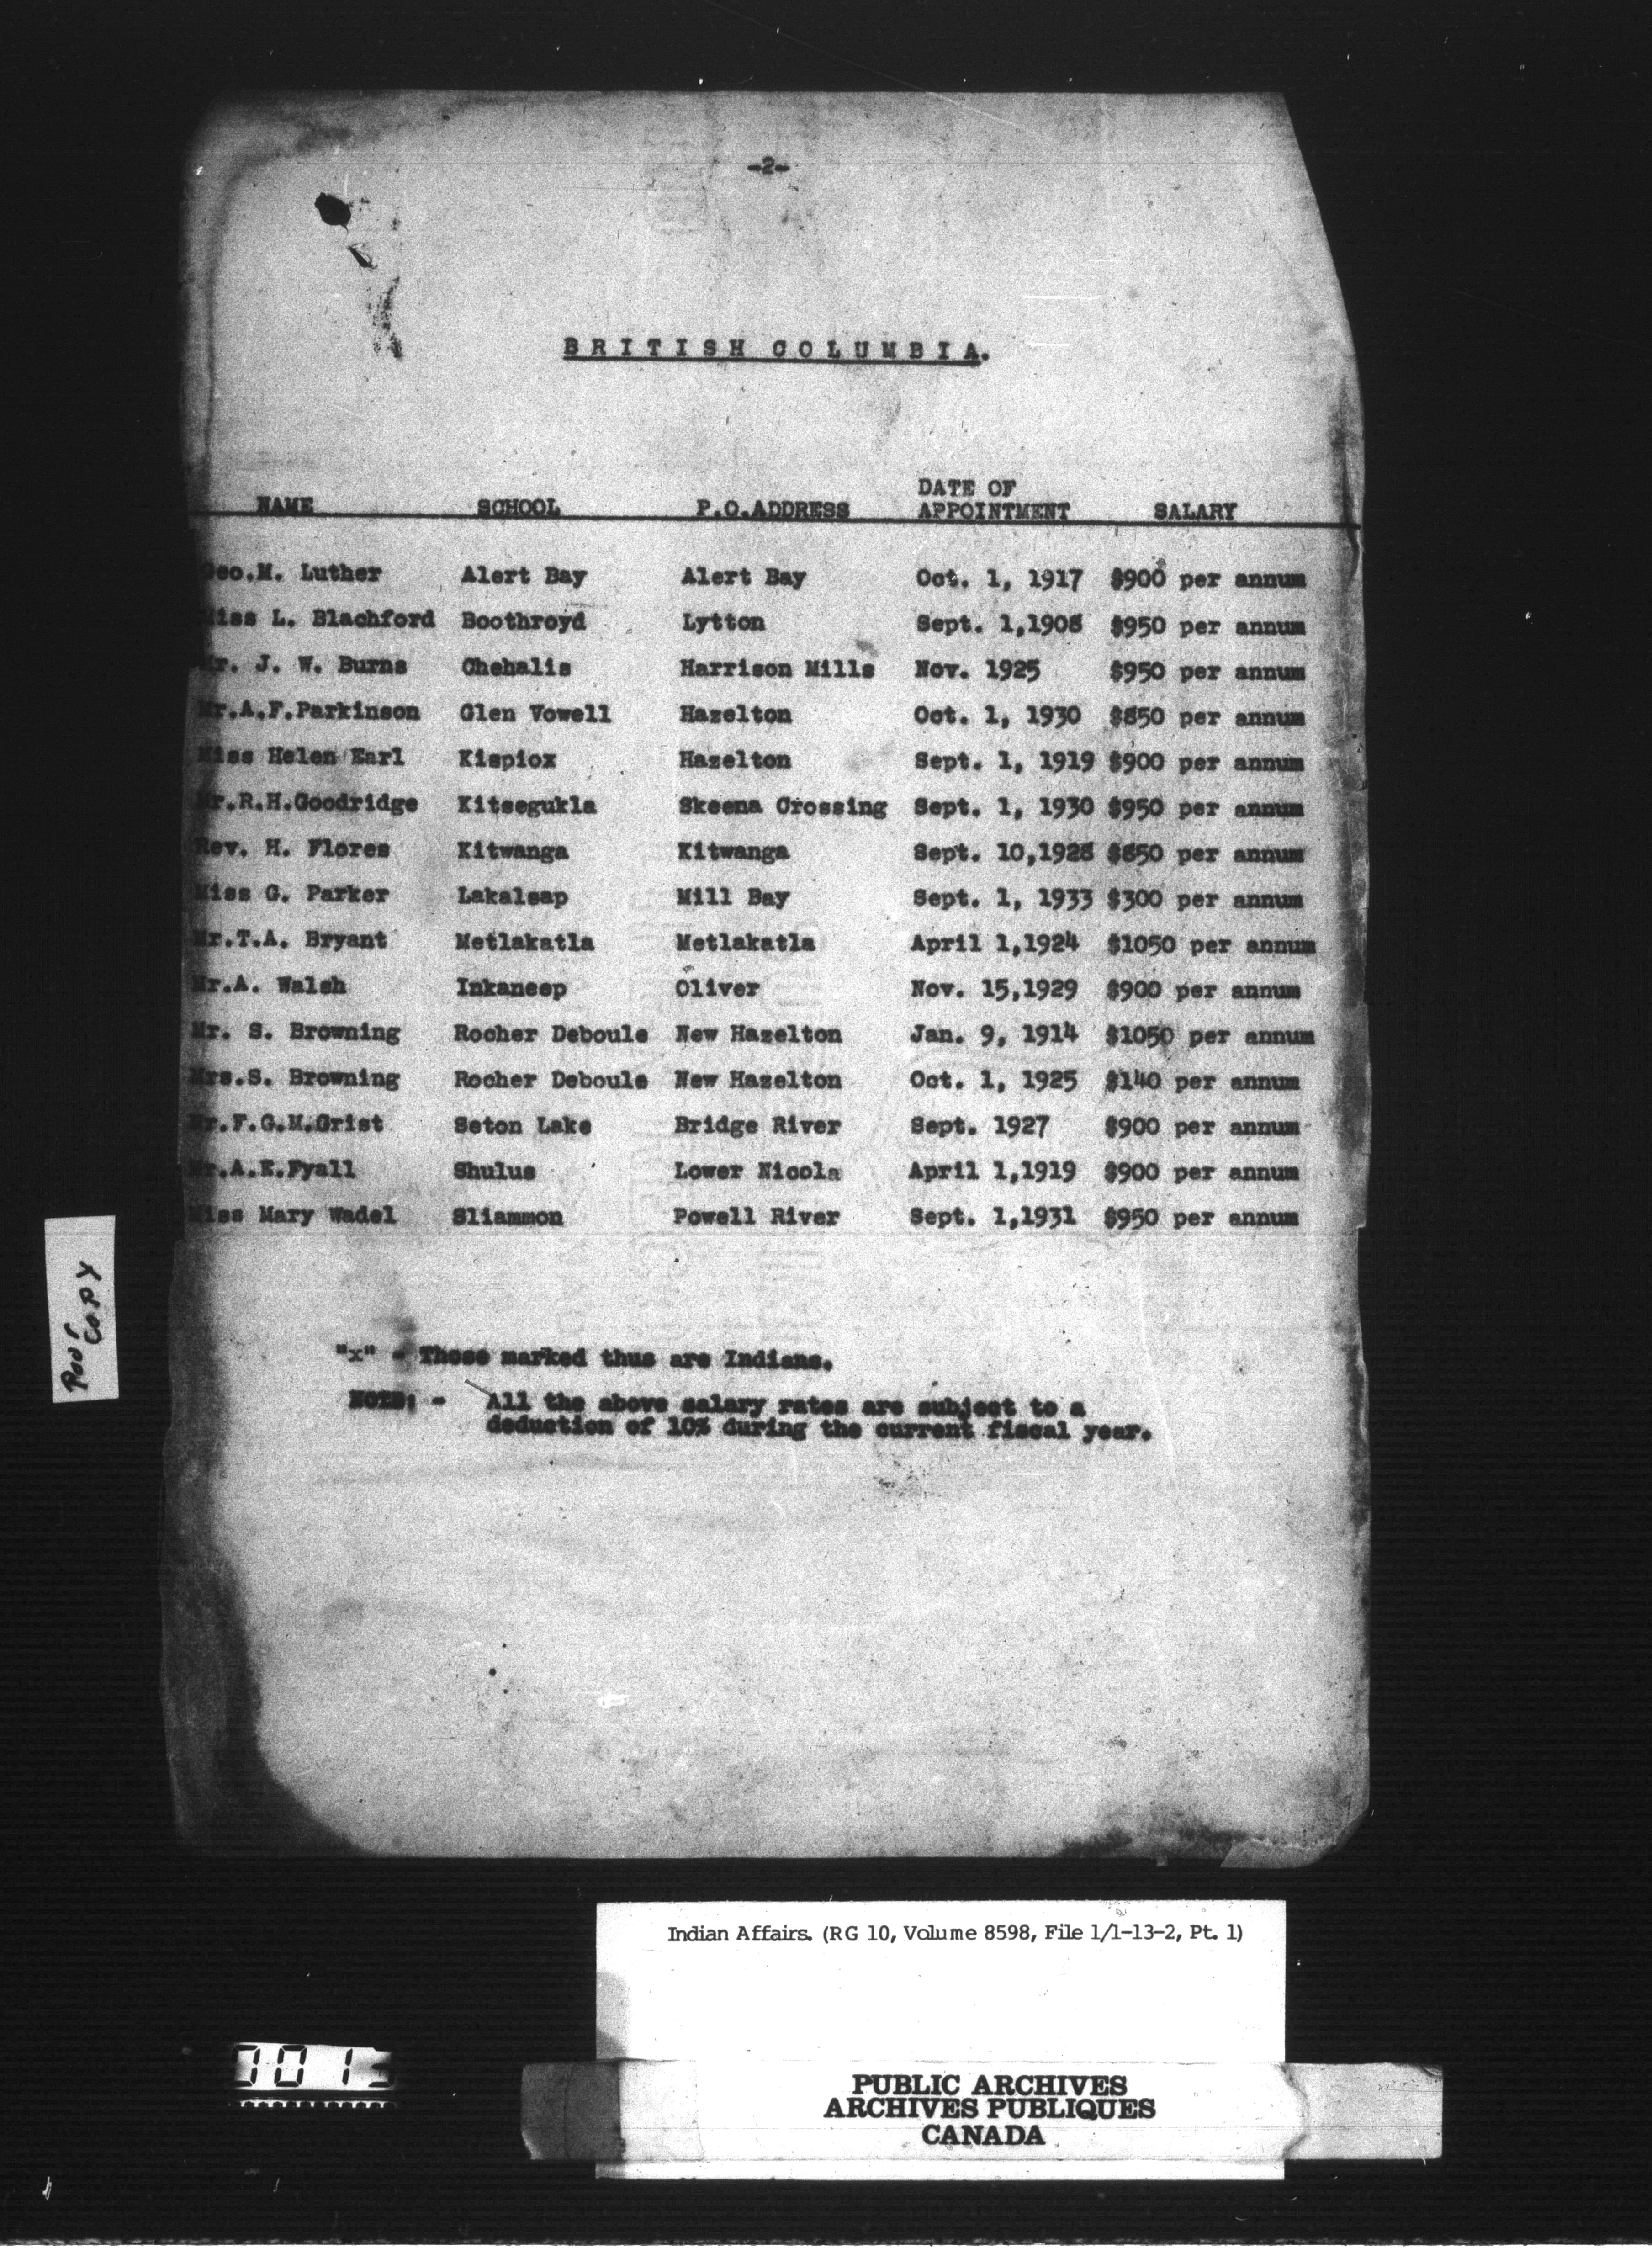 -2-
BRITISH COLUMBIA.
NAME SCHOOL P.O.ADDRESS DATE OF APPOINTMENT SALARY
Geo.M. Luther Alert Bay Alert Bay Oct. 1, 1917 $900 per annum
Miss L. Blachford Boothroyd Lytton Sept. 1,1908 $950 per annum
Mr. J. W. Burns Chehalis Harrison Mills Nov. 1925 $950 per annum
Mr.A.F.Parkinson Glen Vowell Hazelton Oct. 1, 1930 $850 per annum
Miss Helen Earl Kispiox Hazelton Sept. 1, 1919 $900 per annum
Mr.R.H.Goodridge Kitsegukla Skeena Crossing Sept. 1, 1930 $950 per annum
Rev. H. Flores Kitwanga Kitwanga Sept. 10,1928 $850 per annum
Miss G. Parker Lakalsap Mill Bay Sept. 1, 1933 $300 per annum
Mr.T.A. Bryant Metlakatla Metlakatla April 1,1924 $1050 per annum
Mr.A. Walsh Inkaneep Oliver Nov. 15,1929 $900 per annum
Mr. S. Browning Rocher Deboule New Hazelton Jan. 9, 1914 $1050 per annum
Mrs.S. Browning Rocher Deboule New Hazelton Oct. 1, 1925 $140 per annum
Mr.F.G.M.Grist Seton Lake Bridge River Sept. 1927 $900 per annum
Mr.A.E.Fyall Shulus Lower Nicola April 1,1919 $900 per annum
Miss Mary Wadel Sliammon Powell River Sept. 1,1931 $950 per annum
"x" - Those marked thus are Indians.
NOTE: - All the above salary rates are subject to a
deduction of 10% during the current fiscal year.
Poor
Copy
Indian Affairs. (RG 10, Volume 8598, File 1/1-13-2, Pt. 1)
0013
PUBLIC ARCHIVES
ARCHIVES PUBLIQUES
CANADA